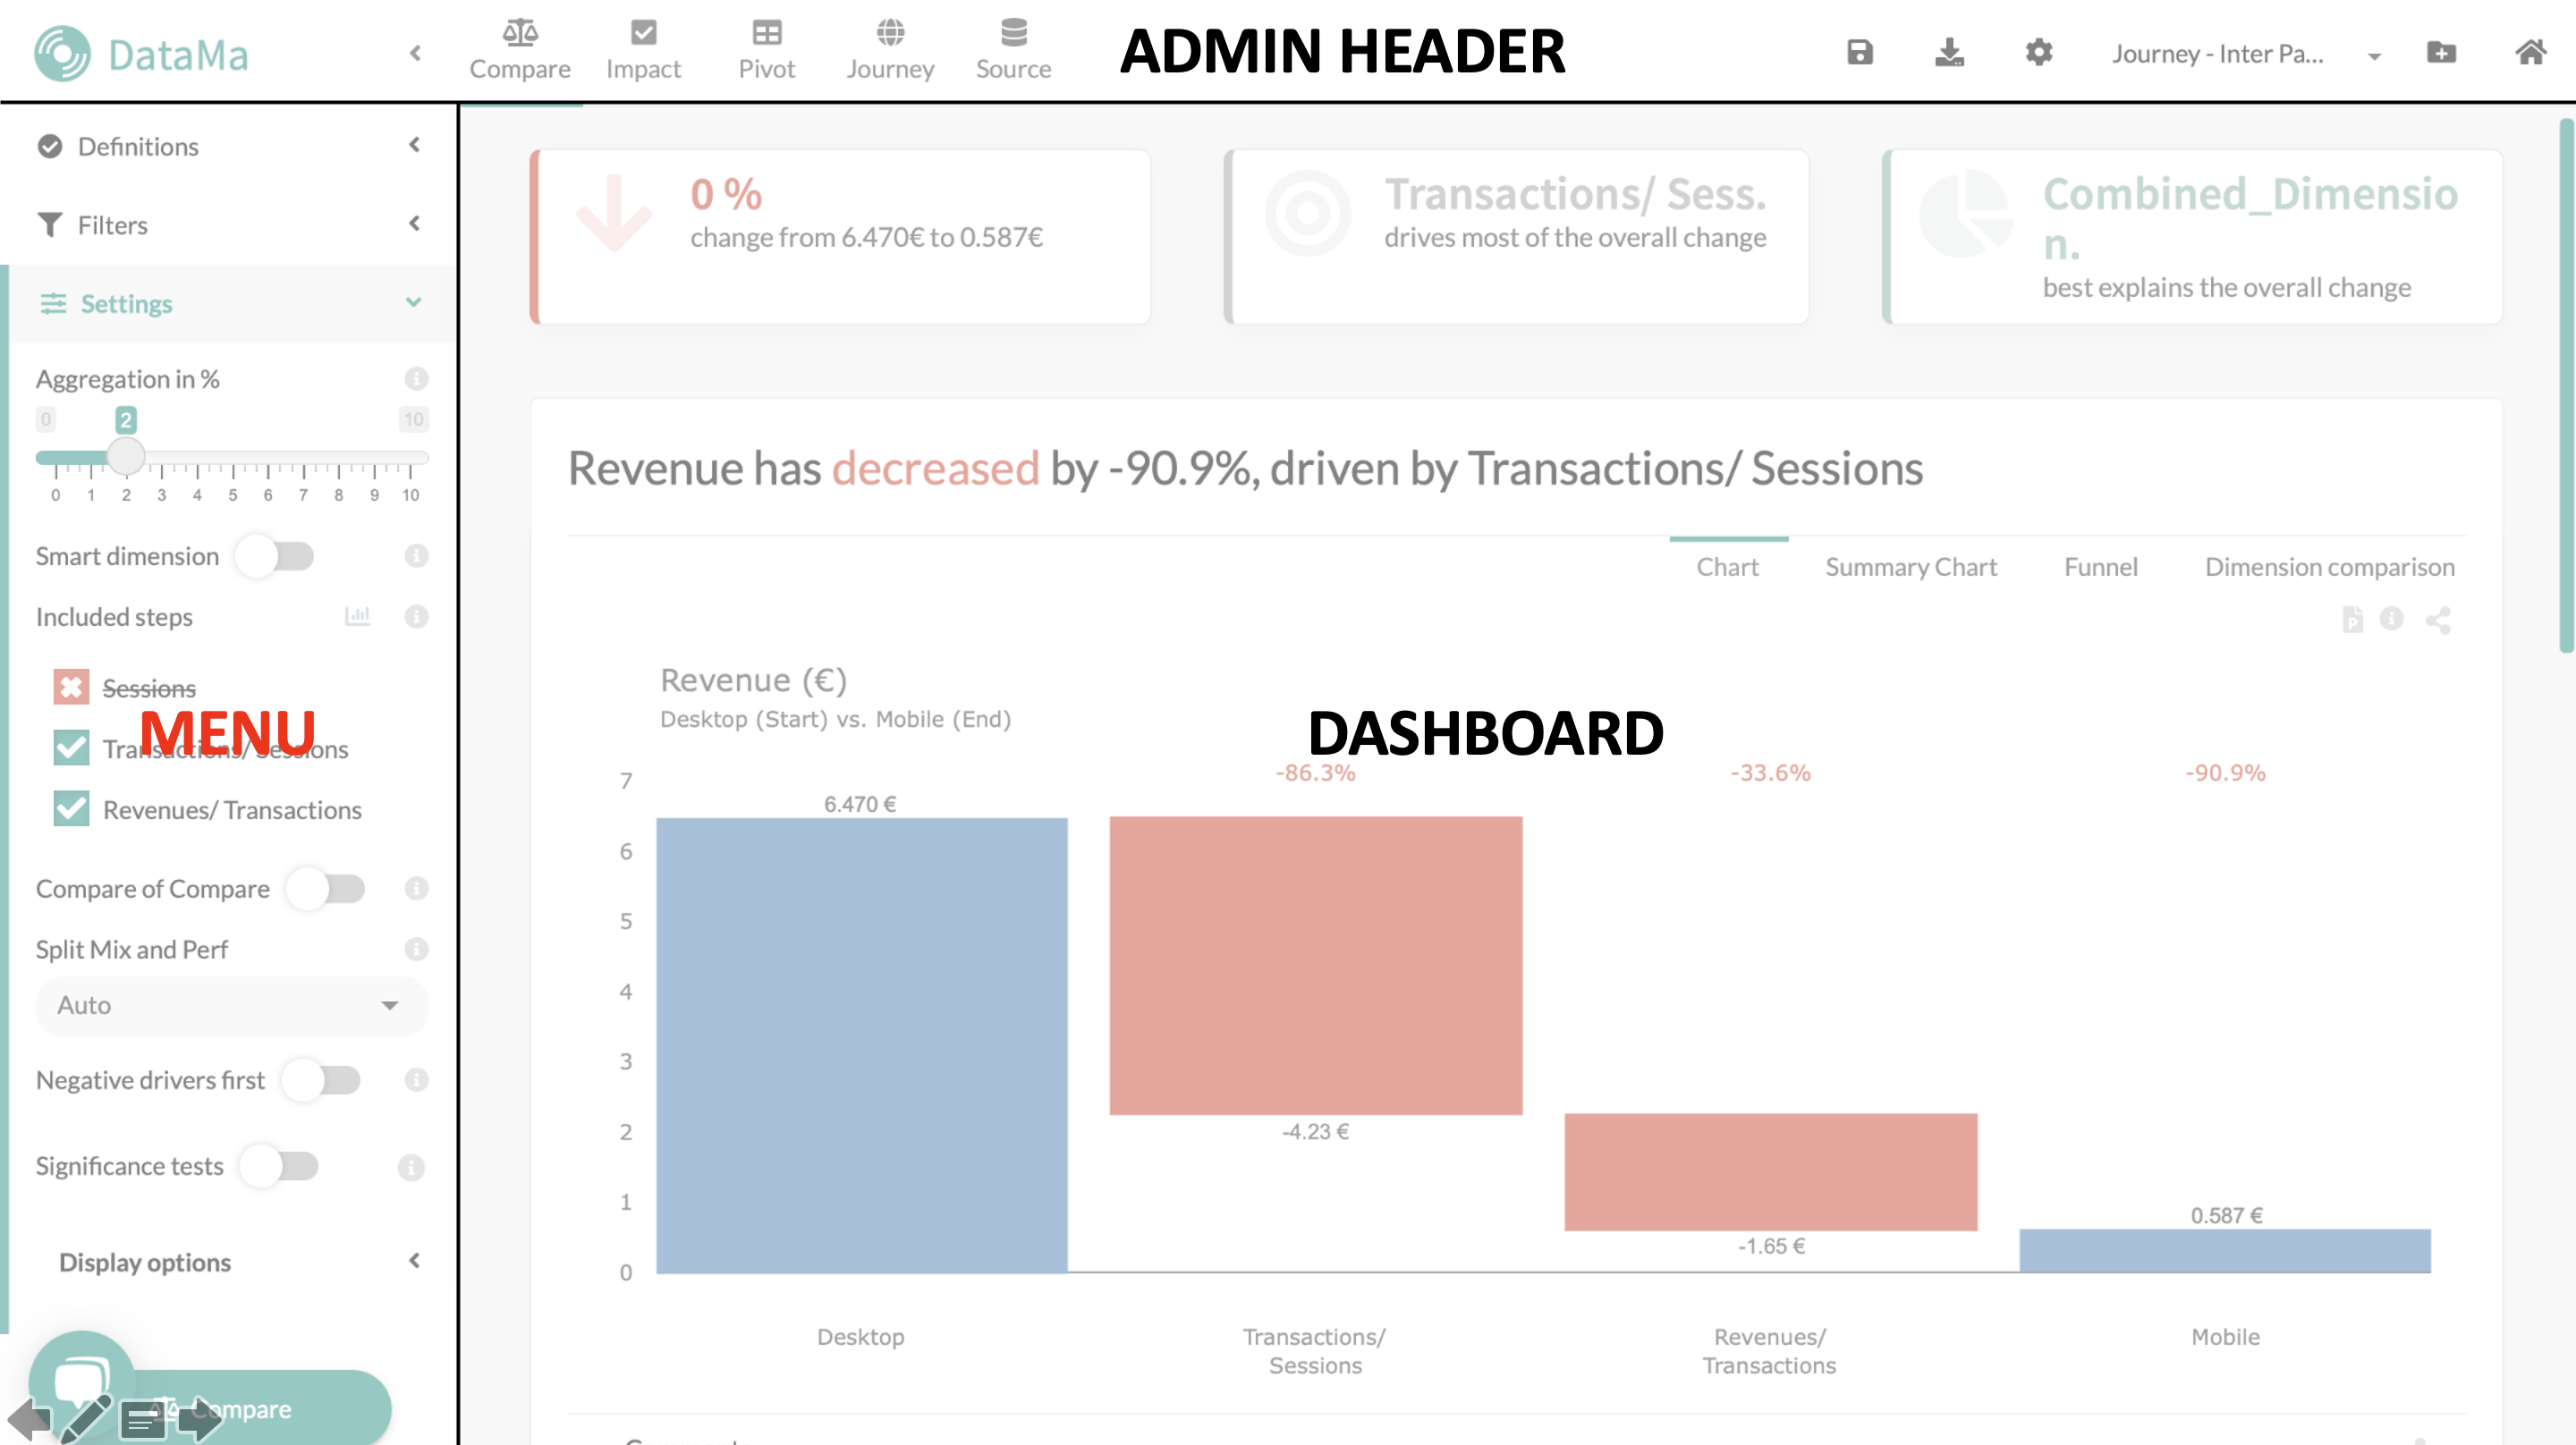 DataMa
Compare
Impact
Pivot
Journey
Source
ADMIN HEADER
Journey - Inter Pa...
Definitions
Filters
Settings
Aggregation in %
0
2
10
0 1 2 3 4 5 6 7 8 9 10
Smart dimension
Included steps
Sessions
MENU
Transactions/ Sessions
Revenues/ Transactions
Compare of Compare
Split Mix and Perf
Auto
Negative drivers first
Significance tests
Display options
Compare
0 %
change from 6.470€ to 0.587€
Transactions/ Sess.
drives most of the overall change
Combined_Dimensio
n.
best explains the overall change
Revenue has decreased by -90.9%, driven by Transactions/ Sessions
Chart
Summary Chart
Funnel
Dimension comparison
Revenue (€)
Desktop (Start) vs. Mobile (End)
DASHBOARD
-86.3%
-33.6%
-90.9%
7
6
5
4
3
2
1
0
6.470 €
-4.23 €
-1.65 €
0.587 €
Desktop
Transactions/
Sessions
Revenues/
Transactions
Mobile